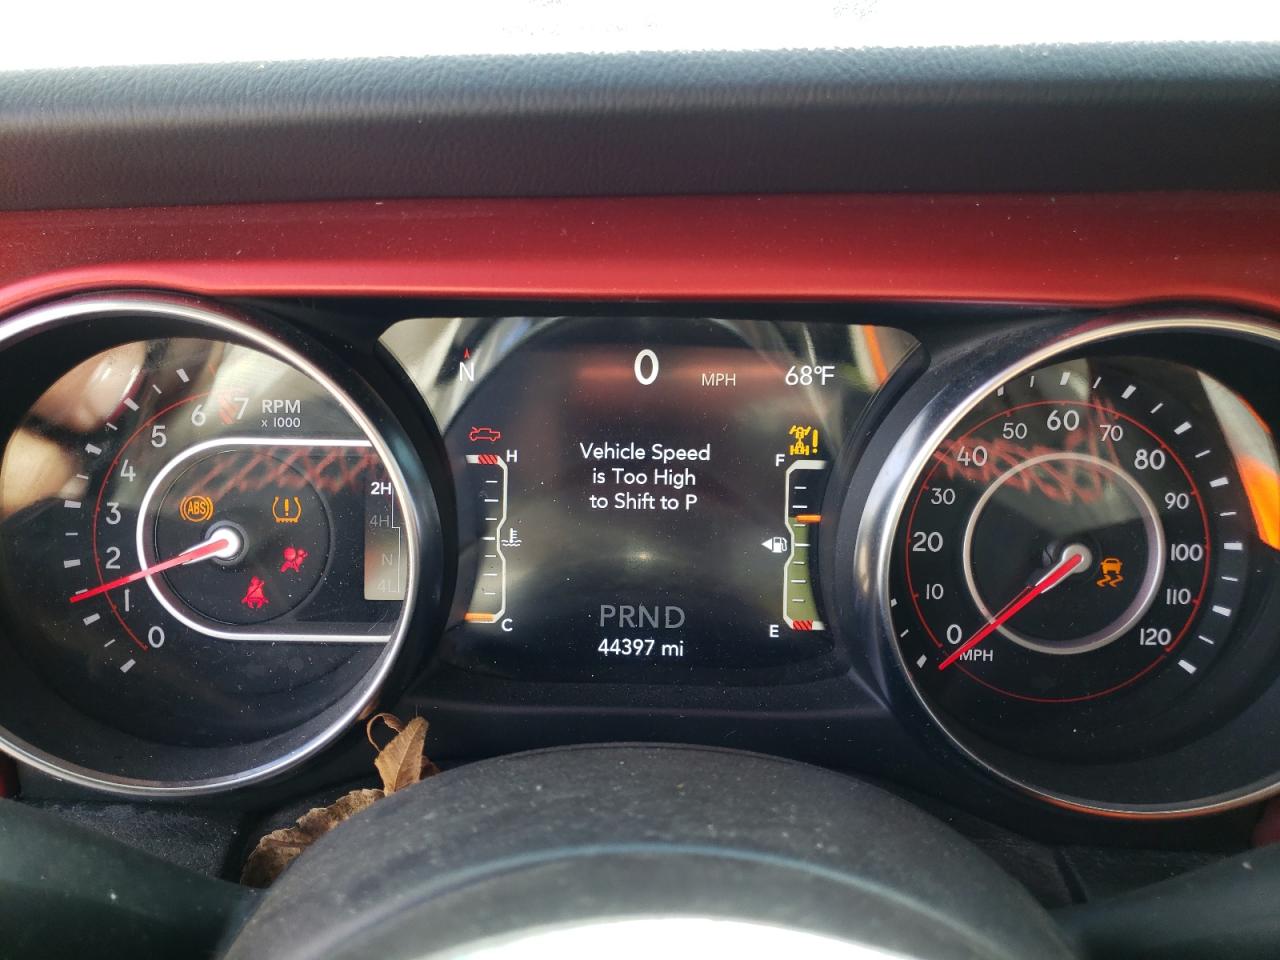 N
0 MPH 68°F
RPM
x 1000
7
6
5
4
3
2
1
0
ABS
!
2H
4H
N
4L
H
C
Vehicle Speed
is Too High
to Shift to P
!
F
E
PRND
44397 mi
0
10
20
30
40
50
60
70
80
90
100
110
120
MPH